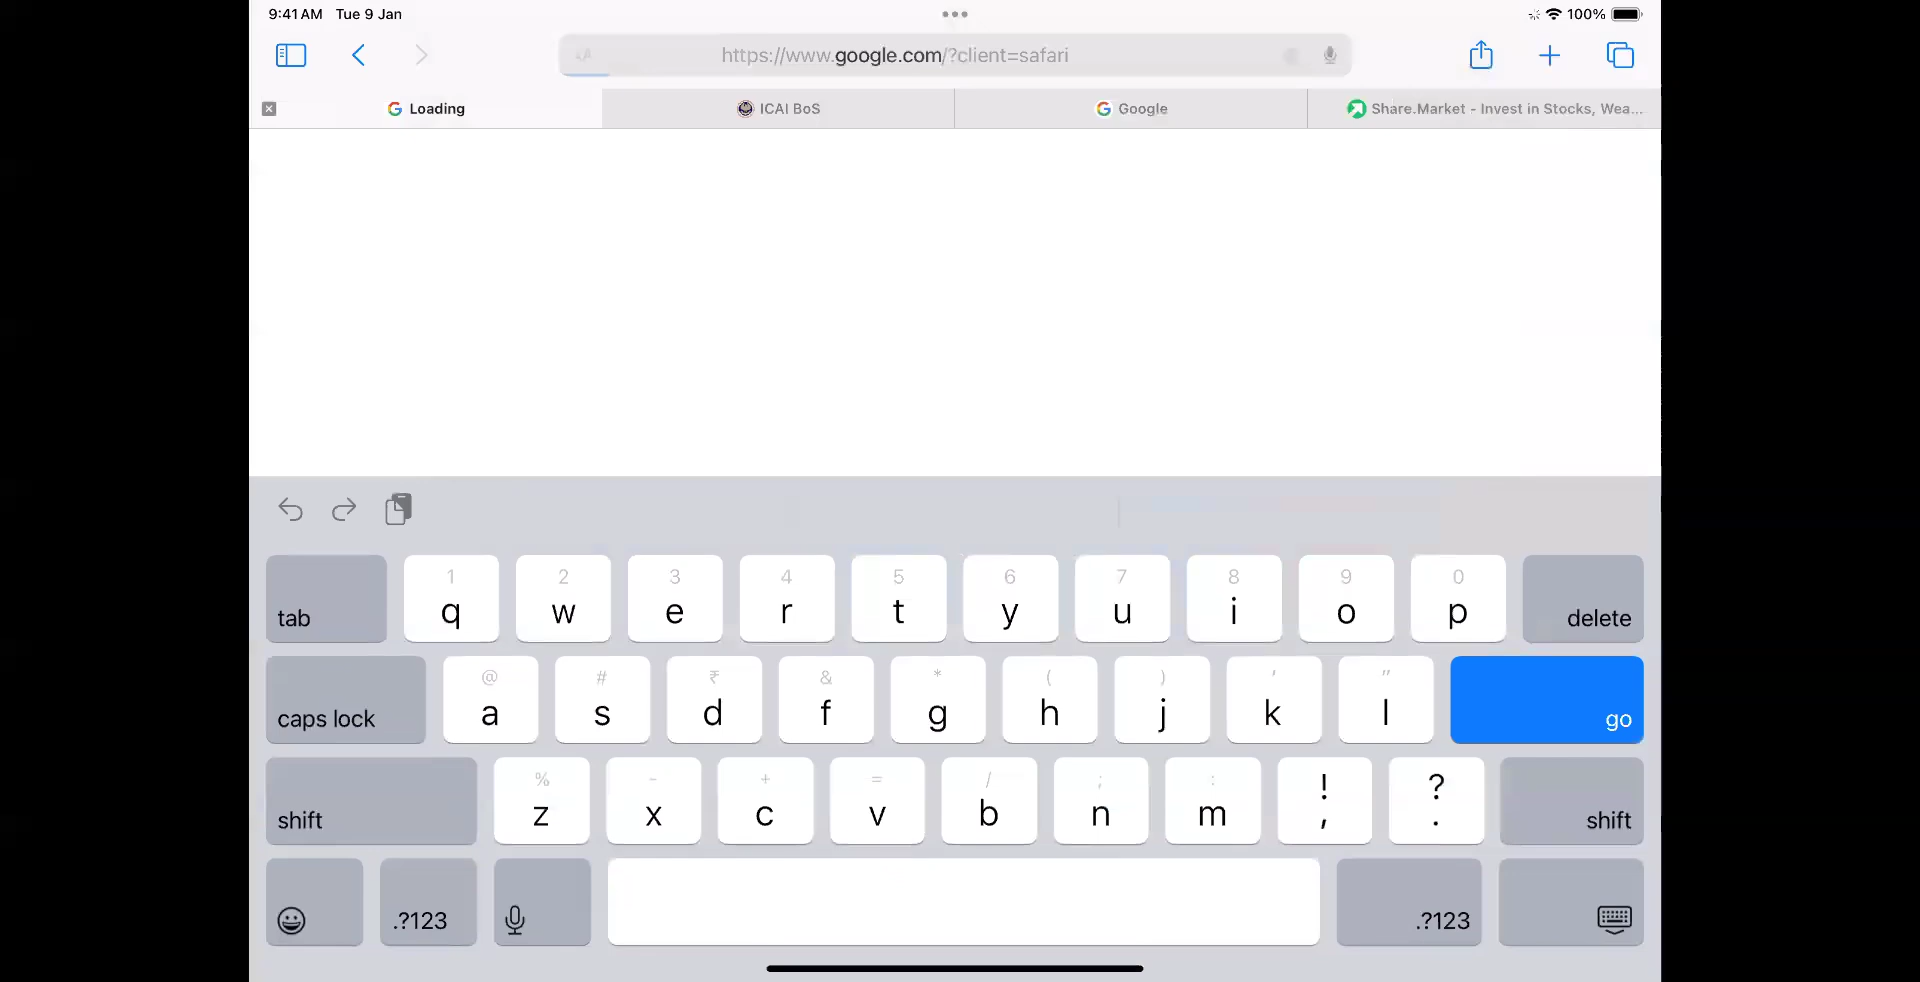 9:41 AM Tue 9 Jan
100%
AA https://www.google.com/?client=safari
Loading
ICAI BoS
Google
Share.Market - Invest in Stocks, Wea...
tab
1 2 3 4 5 6 7 8 9 0
q w e r t y u i o p
delete
@ # ₹ & * ( ) ' "
caps lock a s d f g h j k l go
% - + = / ; : ! ?
shift z x c v b n m , . shift
.?123 .?123